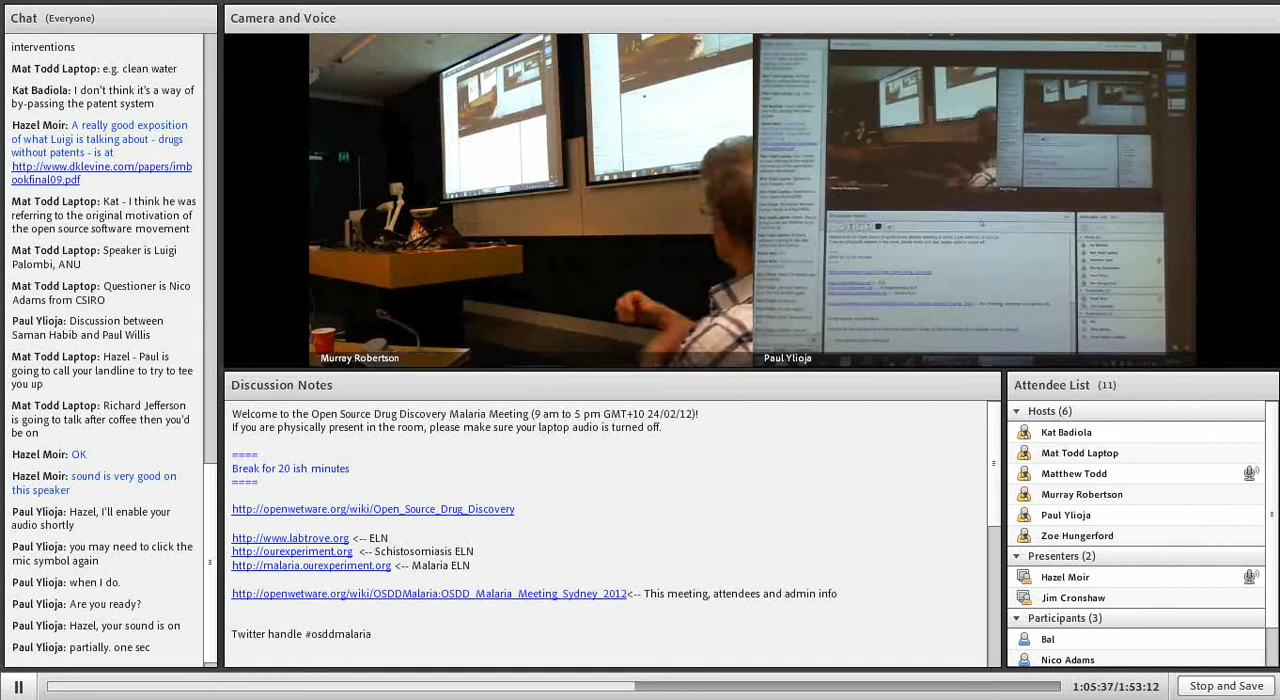 Chat (Everyone)
interventions
Mat Todd Laptop: e.g. clean water
Kat Badiola: I don't think it's a way of
by-passing the patent system
Hazel Moir: A really good exposition
of what Luigi is talking about - drugs
without patents - is at
http://www.dklevine.com/papers/imb
ookfinal09.pdf
Mat Todd Laptop: Kat - I think he was
referring to the original motivation of
the open source software movement
Mat Todd Laptop: Speaker is Luigi
Palombi, ANU
Mat Todd Laptop: Questioner is Nico
Adams from CSIRO
Paul Ylioja: Discussion between
Saman Habib and Paul Willis
Mat Todd Laptop: Hazel - Paul is
going to call your landline to try to tee
you up
Mat Todd Laptop: Richard Jefferson
is going to talk after coffee then you'd
be on
Hazel Moir: OK
Hazel Moir: sound is very good on
this speaker
Paul Ylioja: Hazel, I'll enable your
audio shortly
Paul Ylioja: you may need to click the
mic symbol again
Paul Ylioja: when I do.
Paul Ylioja: Are you ready?
Paul Ylioja: Hazel, your sound is on
Paul Ylioja: partially. one sec
Camera and Voice
Murray Robertson
Paul Ylioja
Discussion Notes
Welcome to the Open Source Drug Discovery Malaria Meeting (9 am to 5 pm GMT+10 24/02/12)!
If you are physically present in the room, please make sure your laptop audio is turned off.
====
Break for 20 ish minutes
====
http://openwetware.org/wiki/Open_Source_Drug_Discovery
http://www.labtrove.org <-- ELN
http://ourexperiment.org <-- Schistosomiasis ELN
http://malaria.ourexperiment.org <-- Malaria ELN
http://openwetware.org/wiki/OSDDMalaria:OSDD_Malaria_Meeting_Sydney_2012<-- This meeting, attendees and admin info
Twitter handle #osddmalaria
Attendee List (11)
Hosts (6)
Kat Badiola
Mat Todd Laptop
Matthew Todd
Murray Robertson
Paul Ylioja
Zoe Hungerford
Presenters (2)
Hazel Moir
Jim Cronshaw
Participants (3)
Bal
Nico Adams
1:05:37/1:53:12
Stop and Save